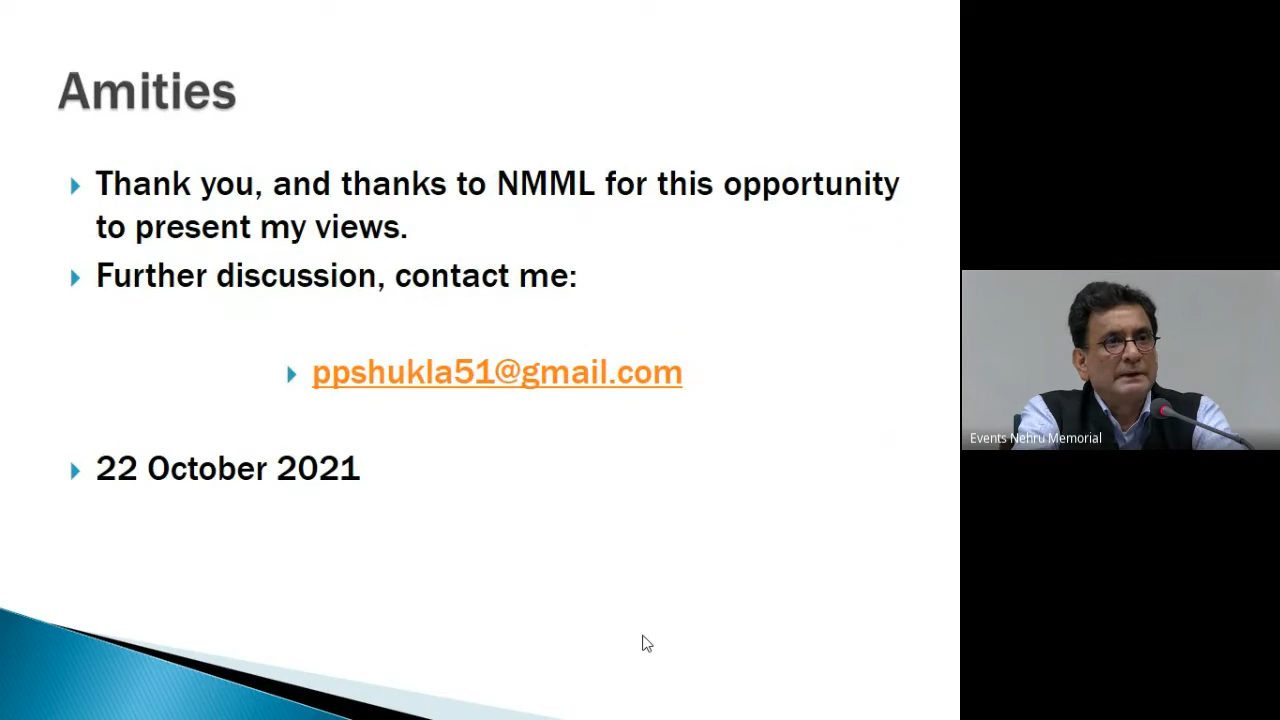 Amities
Thank you, and thanks to NMML for this opportunity
to present my views.
Further discussion, contact me:
ppshukla51@gmail.com
22 October 2021
Events Nehru Memorial